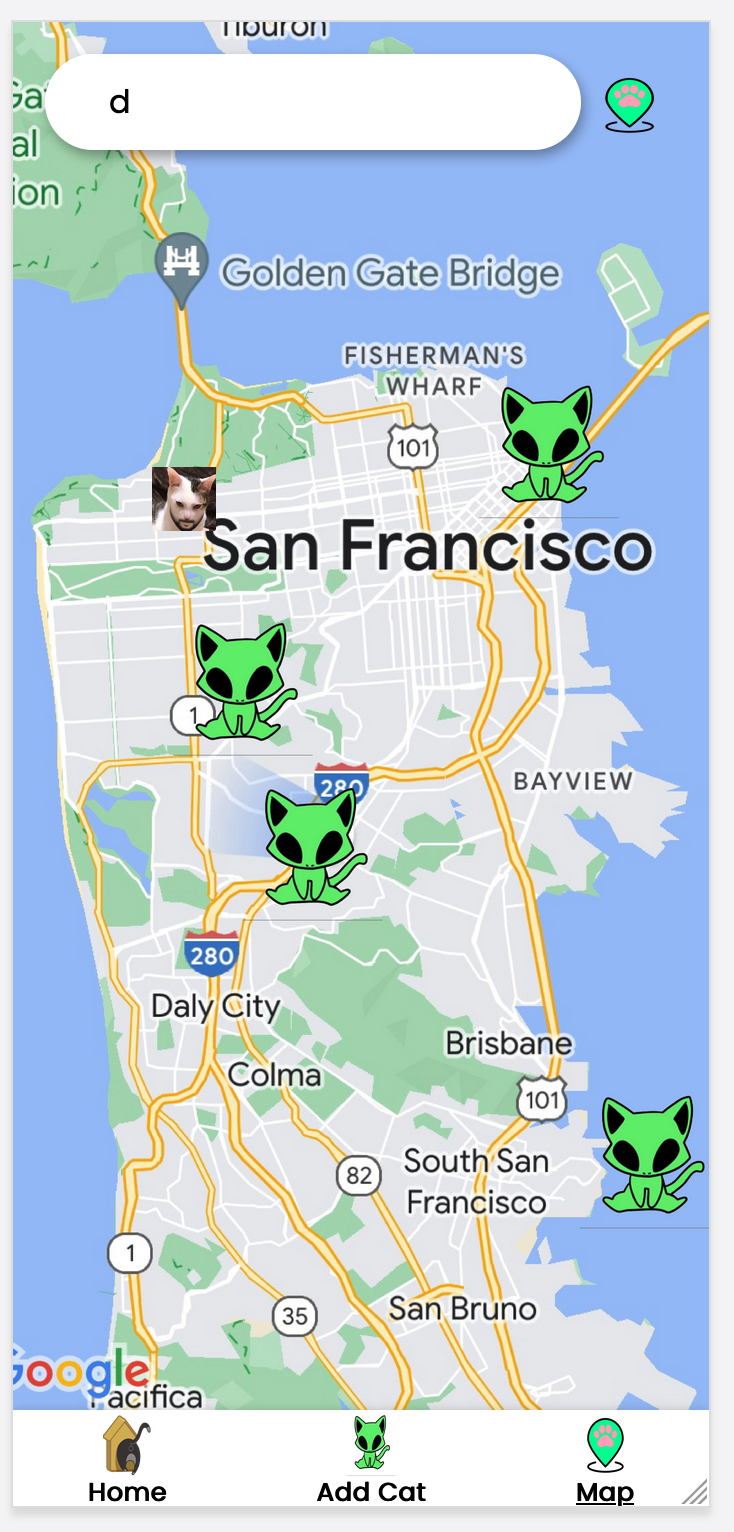 Tiburon
d
Golden Gate Bridge
FISHERMAN'S
WHARF
101
San Francisco
1
280
BAYVIEW
280
Daly City
Brisbane
Colma
101
82
South San
Francisco
1
35
San Bruno
Google
Pacifica
Home
Add Cat
Map